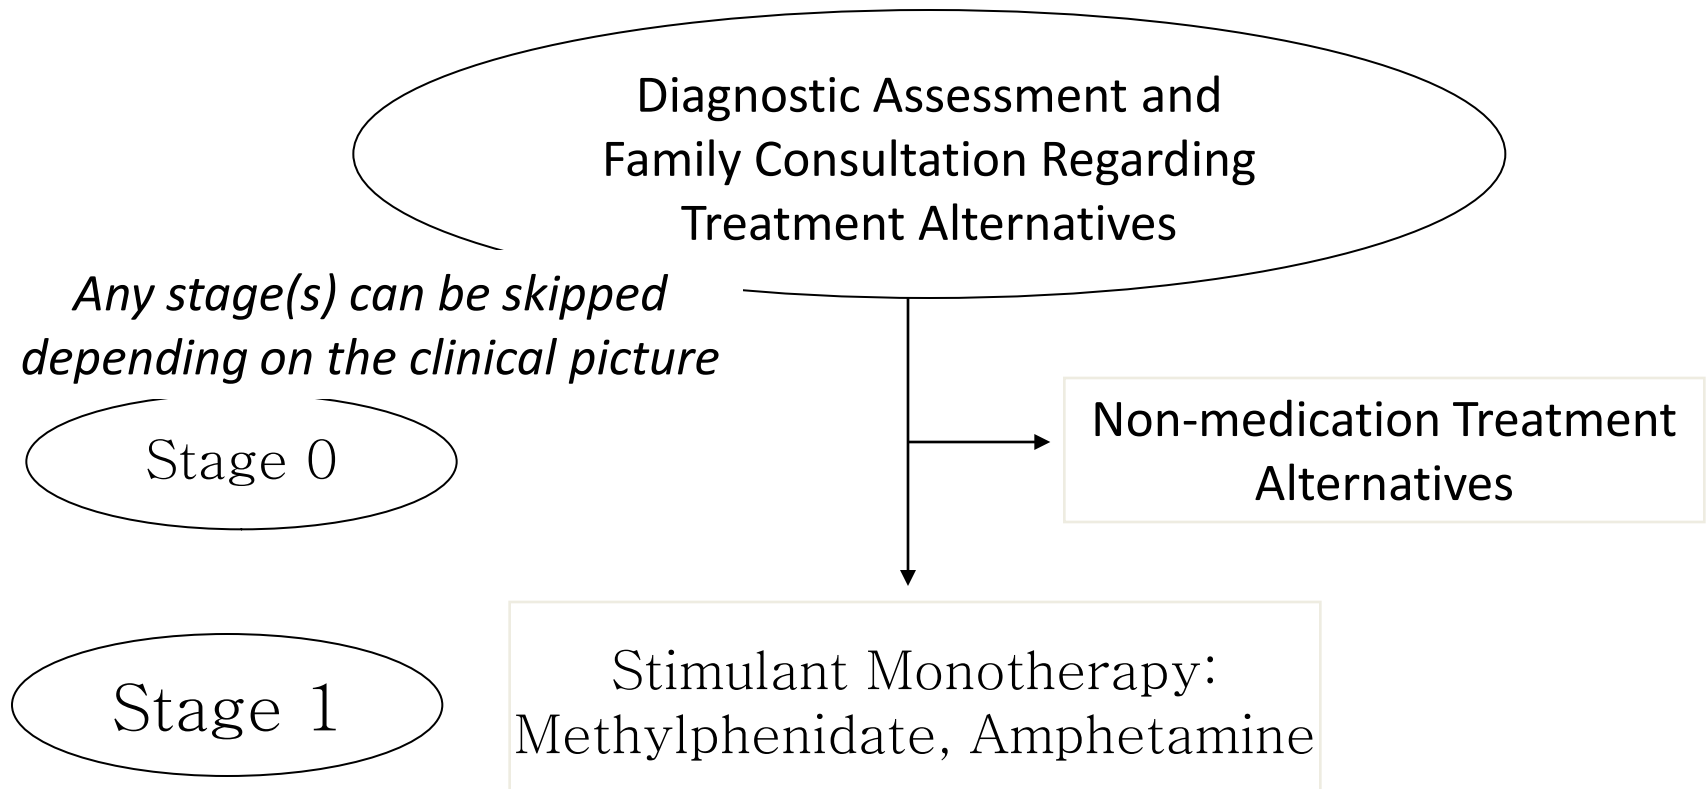 Diagnostic Assessment and
Family Consultation Regarding
Treatment Alternatives
Any stage(s) can be skipped
depending on the clinical picture
Stage 0
Non-medication Treatment
Alternatives
Stage 1
Stimulant Monotherapy:
Methylphenidate, Amphetamine